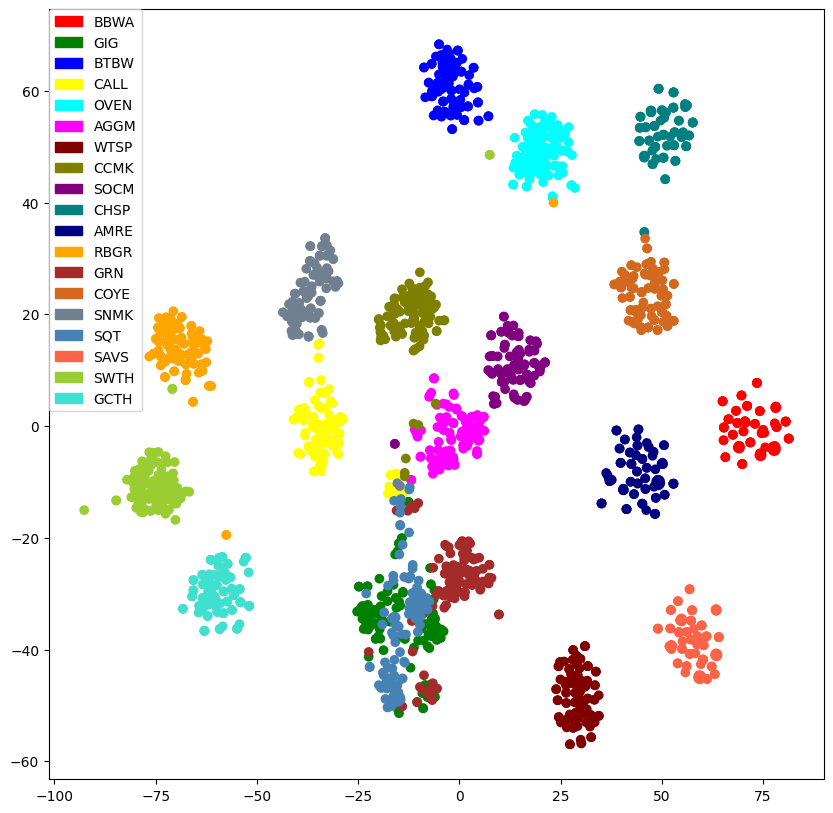 BBWA
GIG
BTBW
CALL
OVEN
AGGM
WTSP
CCMK
SOCM
CHSP
AMRE
RBGR
GRN
COYE
SNMK
SQT
SAVS
SWTH
GCTH
60
40
20
0
−20
−40
−60
−100
−75
−50
−25
0
25
50
75